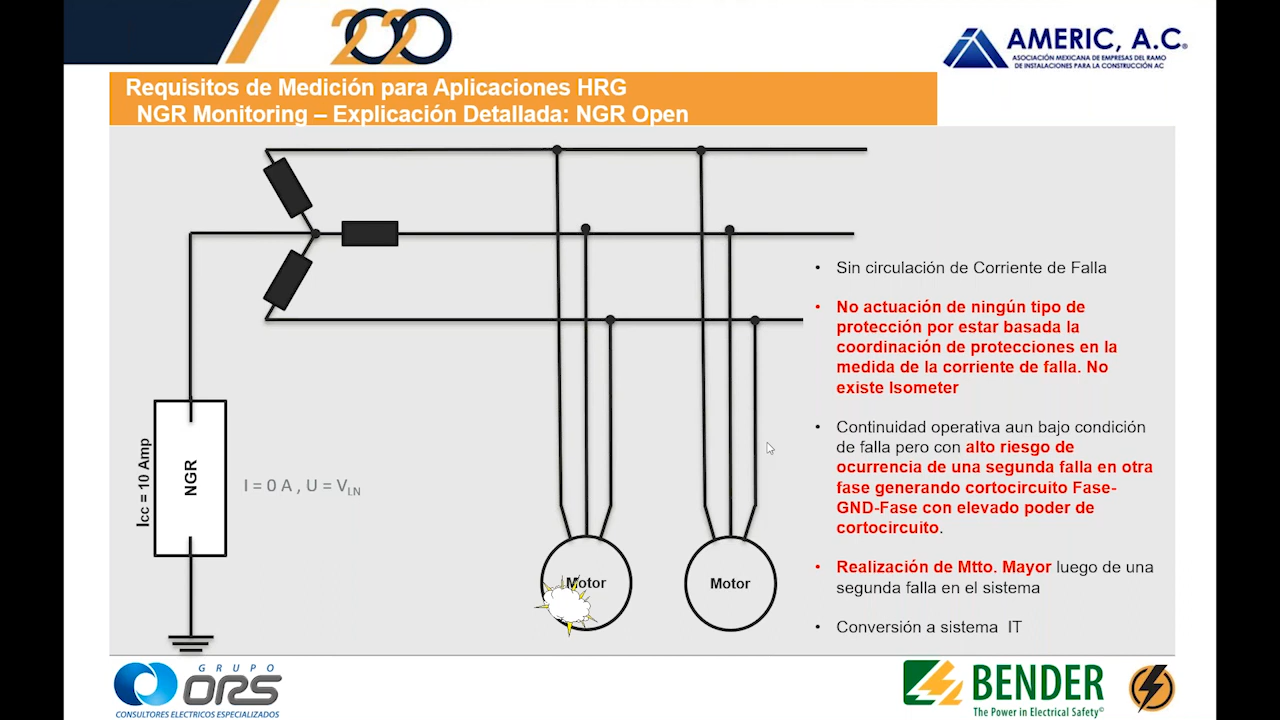 2020
AMERIC, A.C.®
ASOCIACIÓN MEXICANA DE EMPRESAS DEL RAMO
DE INSTALACIONES PARA LA CONSTRUCCIÓN AC
Requisitos de Medición para Aplicaciones HRG
NGR Monitoring – Explicación Detallada: NGR Open
• Sin circulación de Corriente de Falla
• No actuación de ningún tipo de
protección por estar basada la
coordinación de protecciones en la
medida de la corriente de falla. No
existe Isometer
• Continuidad operativa aun bajo condición
de falla pero con alto riesgo de
ocurrencia de una segunda falla en otra
fase generando cortocircuito Fase-
GND-Fase con elevado poder de
cortocircuito.
• Realización de Mtto. Mayor luego de una
segunda falla en el sistema
• Conversión a sistema IT
Icc = 10 Amp
NGR
I = 0 A , U = VLN
Motor
Motor
GRUPO
ORS
CONSULTORES ELECTRICOS ESPECIALIZADOS
BENDER
The Power in Electrical Safety©